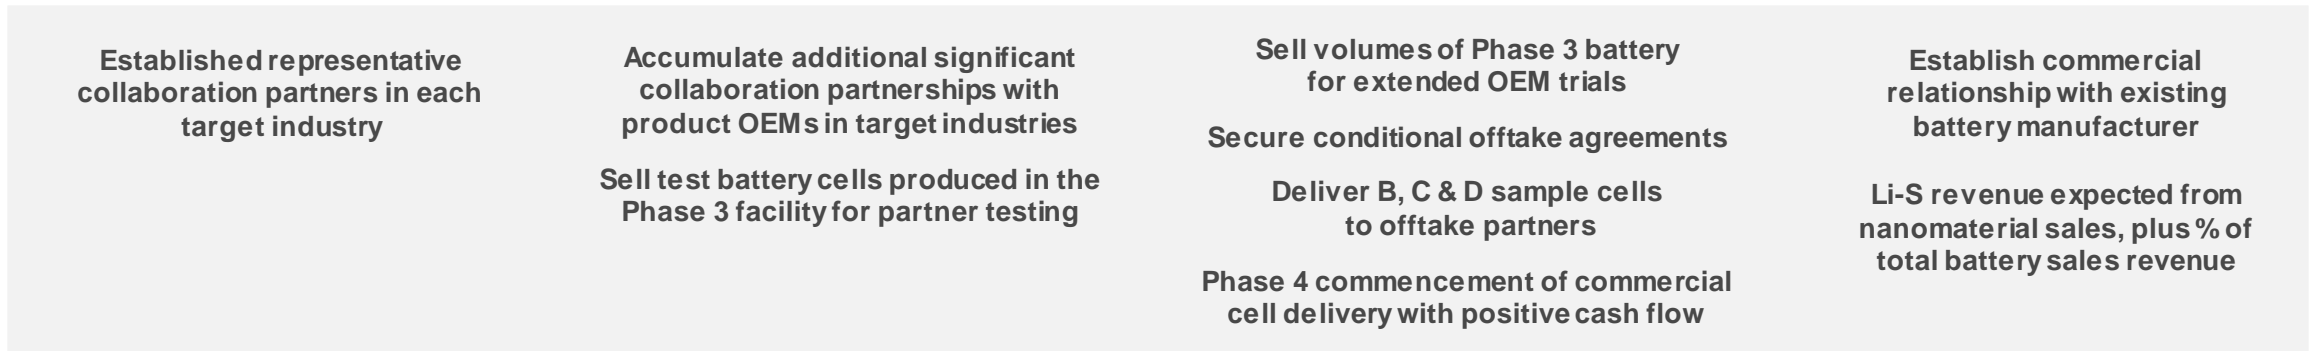 Established representative
collaboration partners in each
target industry
Accumulate additional significant
collaboration partnerships with
product OEMs in target industries
Sell test battery cells produced in the
Phase 3 facility for partner testing
Sell volumes of Phase 3 battery
for extended OEM trials
Secure conditional offtake agreements
Deliver B, C & D sample cells
to offtake partners
Phase 4 commencement of commercial
cell delivery with positive cash flow
Establish commercial
relationship with existing
battery manufacturer
Li-S revenue expected from
nanomaterial sales, plus % of
total battery sales revenue